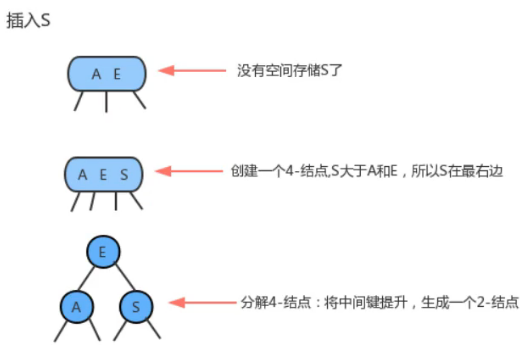 插入S
A E
没有空间存储S了
A E S
创建一个4-结点,S大于A和E，所以S在最右边
E
A S
分解4-结点：将中间键提升，生成一个2-结点